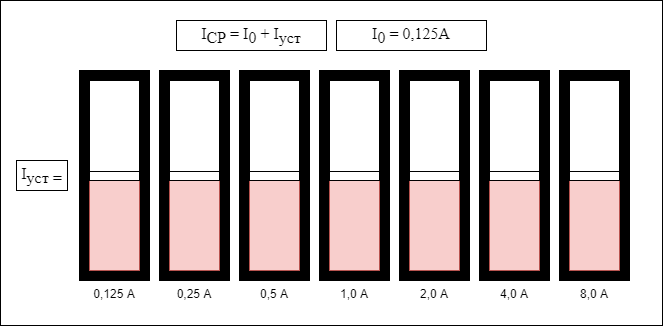 IСР = I0 + Iуст
I0 = 0,125А
Iуст =
0,125 А
0,25 А
0,5 А
1,0 А
2,0 А
4,0 А
8,0 А